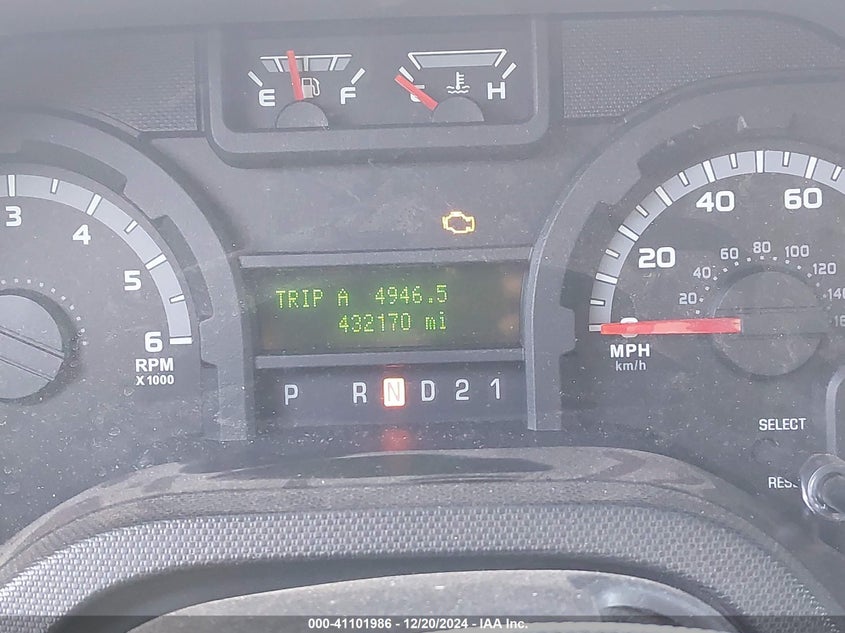 E F
H
3
4
5
6
RPM
X 1000
TRIP A 4946.5
432170 mi
P R N D 2 1
20
40
60
20
40
60
80
100
120
MPH
km/h
SELECT
000-41101986 - 12/20/2024 - IAA Inc.